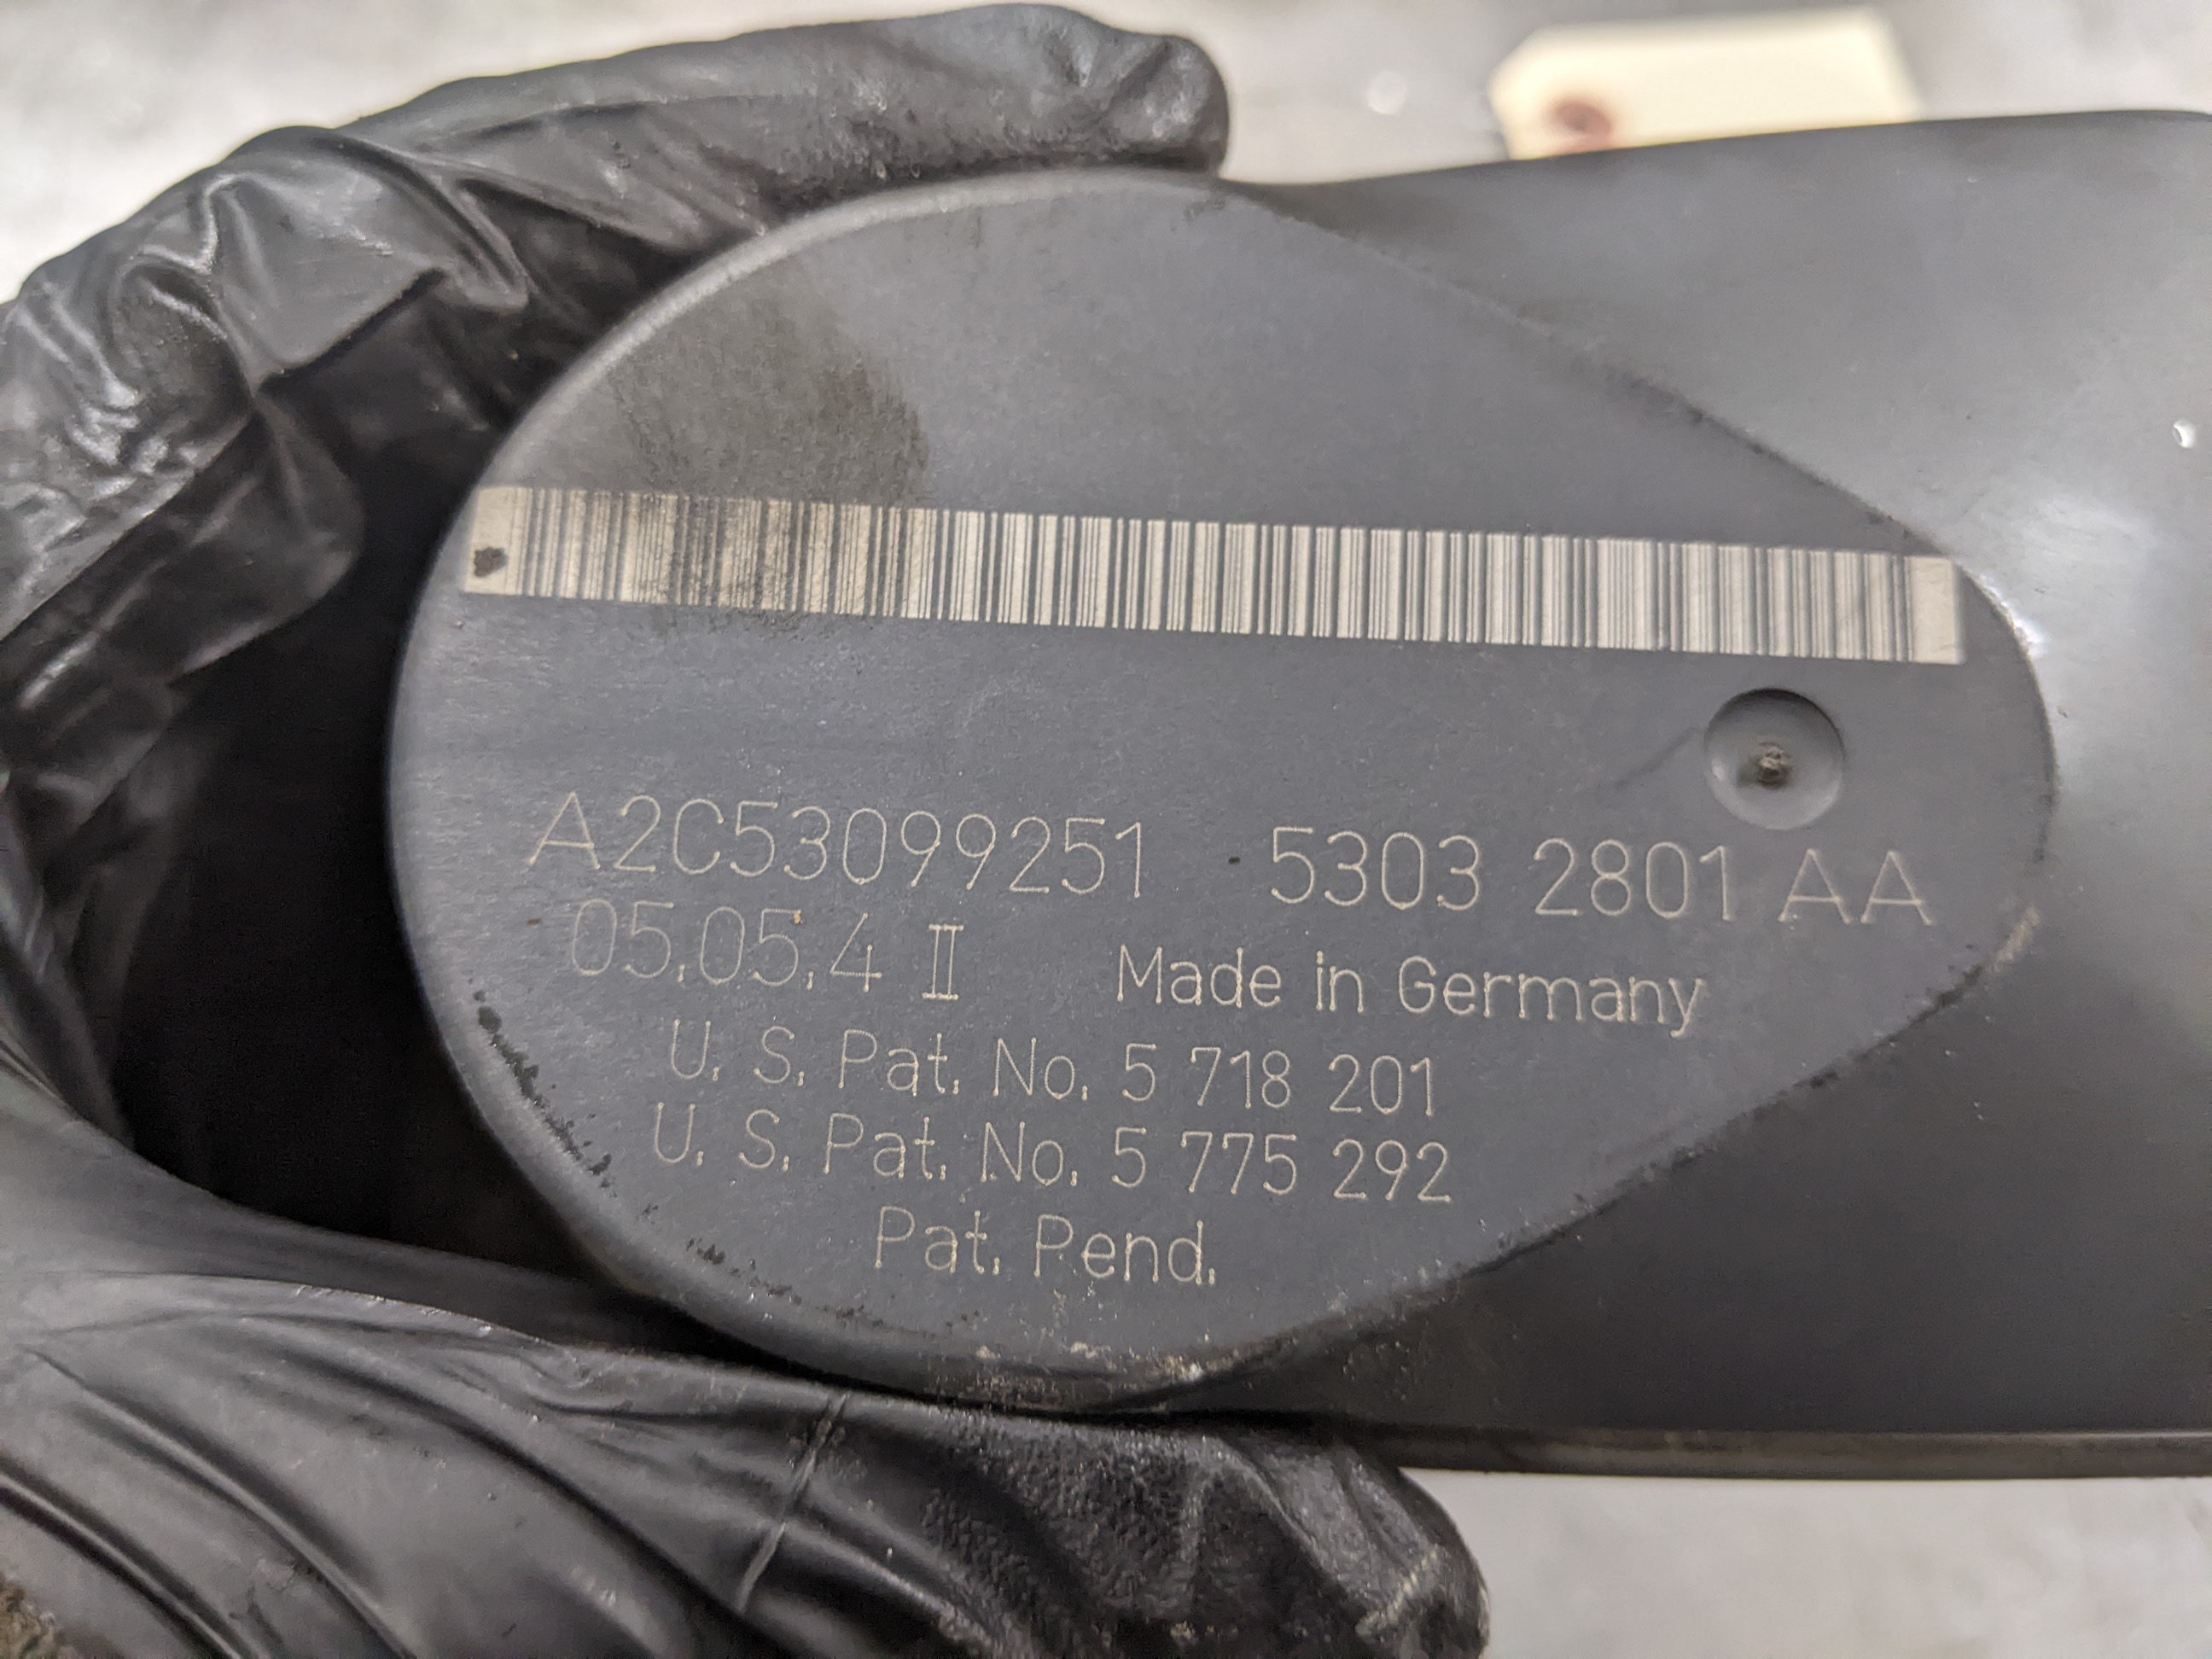 A2C53099251 5303 2801 AA
05.05.4 II Made in Germany
U. S. Pat. No. 5 718 201
U. S. Pat. No. 5 775 292
Pat. Pend.